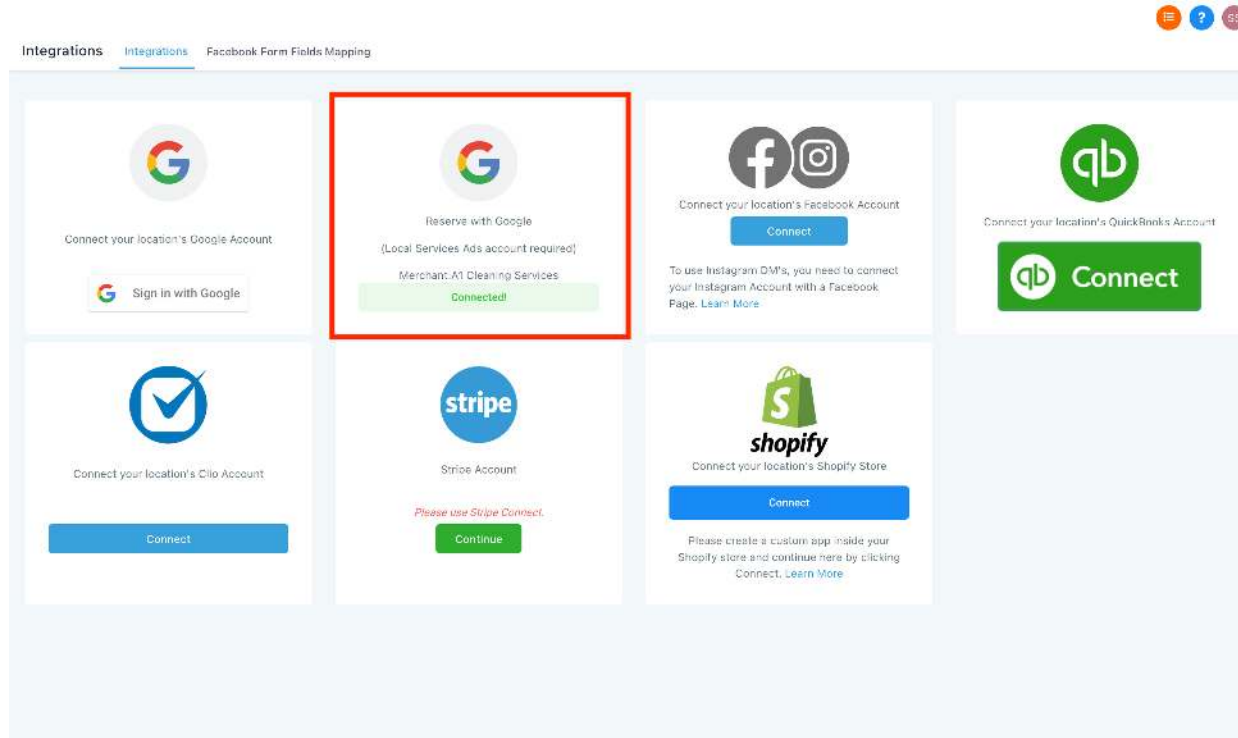 SS
Integrations Integrations Facebook Form Fields Mapping
Connect your location's Google Account
G Sign in with Google
Reserve with Google
(Local Services Ads account required)
Merchant:A1 Cleaning Services
Connected!
Connect your location's Facebook Account
Connect
To use Instagram DM's, you need to connect
your Instagram Account with a Facebook
Page. Learn More
qb
Connect your location's QuickBooks Account
qb Connect
Connect your location's Clio Account
Connect
stripe
Stripe Account
Please use Stripe Connect.
Continue
shopify
Connect your location's Shopify Store
Connect
Please create a custom app inside your
Shopify store and continue here by clicking
Connect. Learn More